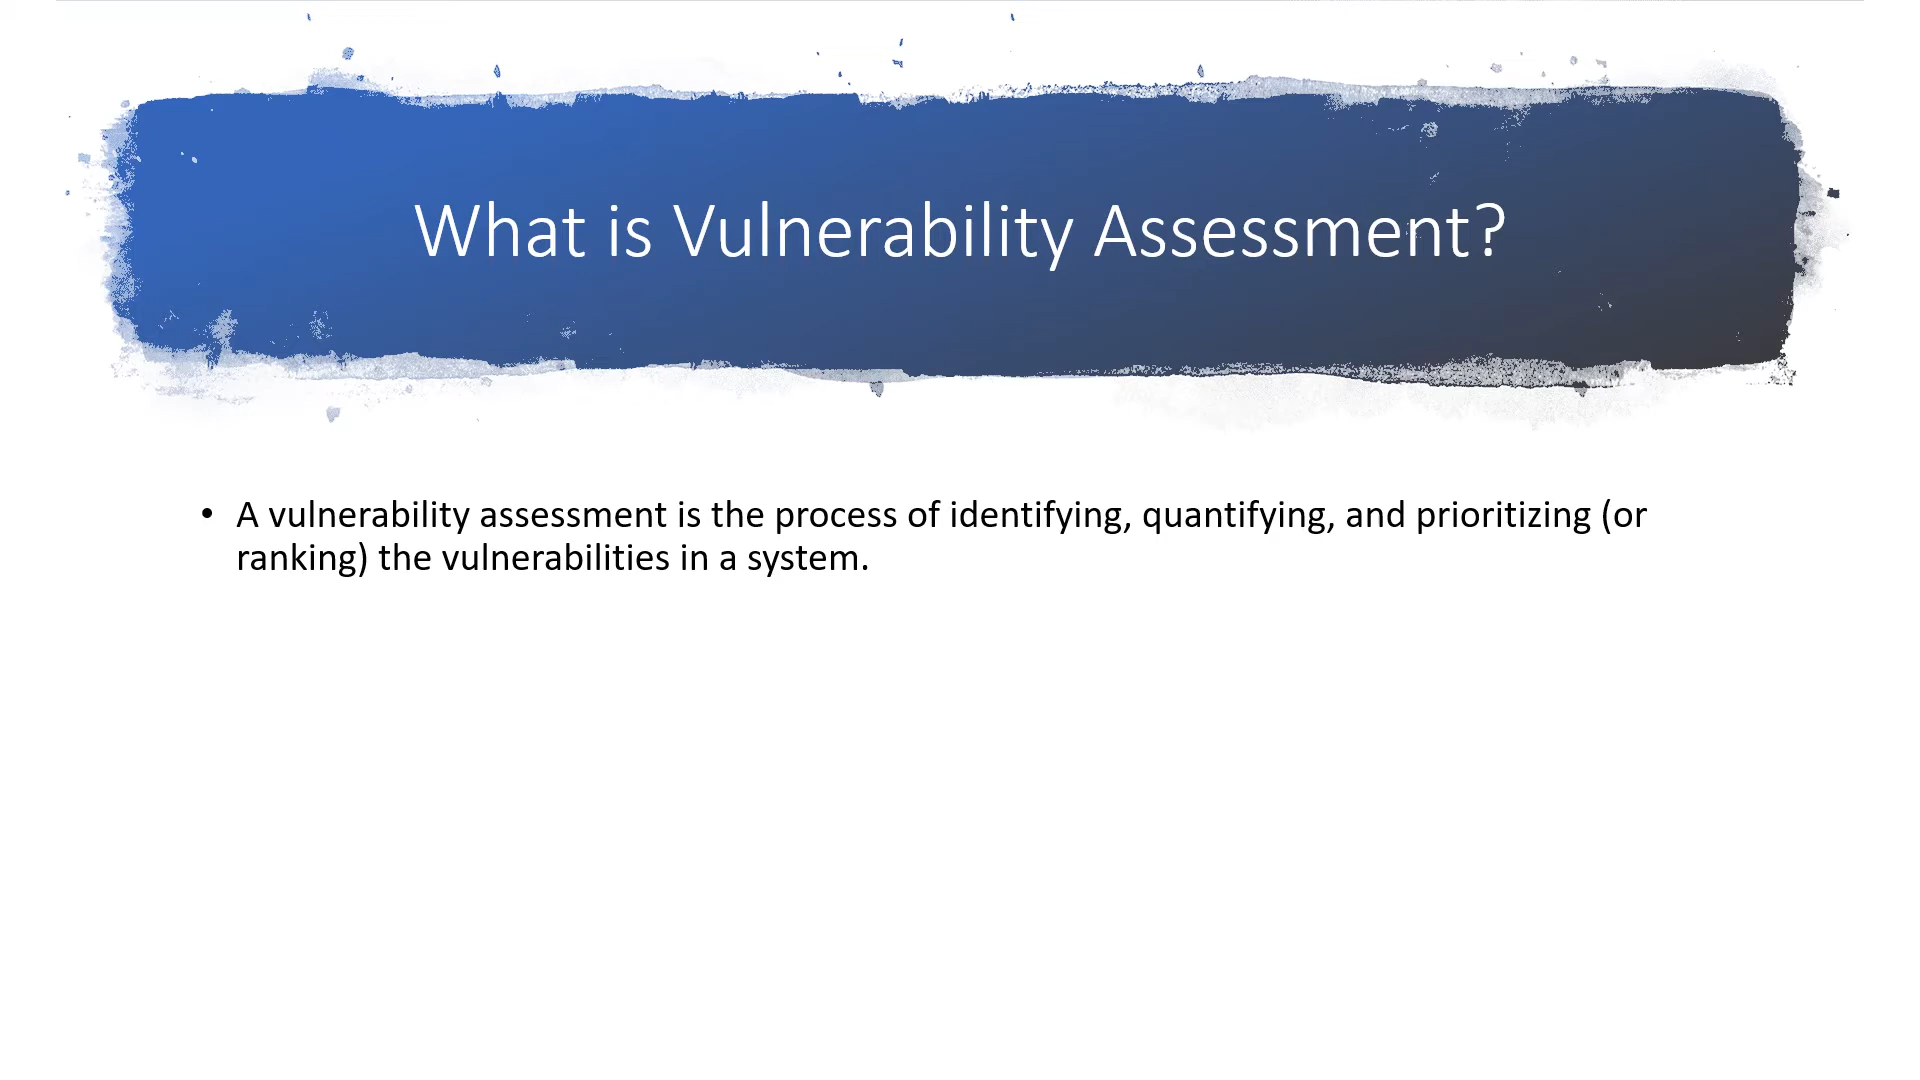 What is Vulnerability Assessment?
• A vulnerability assessment is the process of identifying, quantifying, and prioritizing (or
ranking) the vulnerabilities in a system.